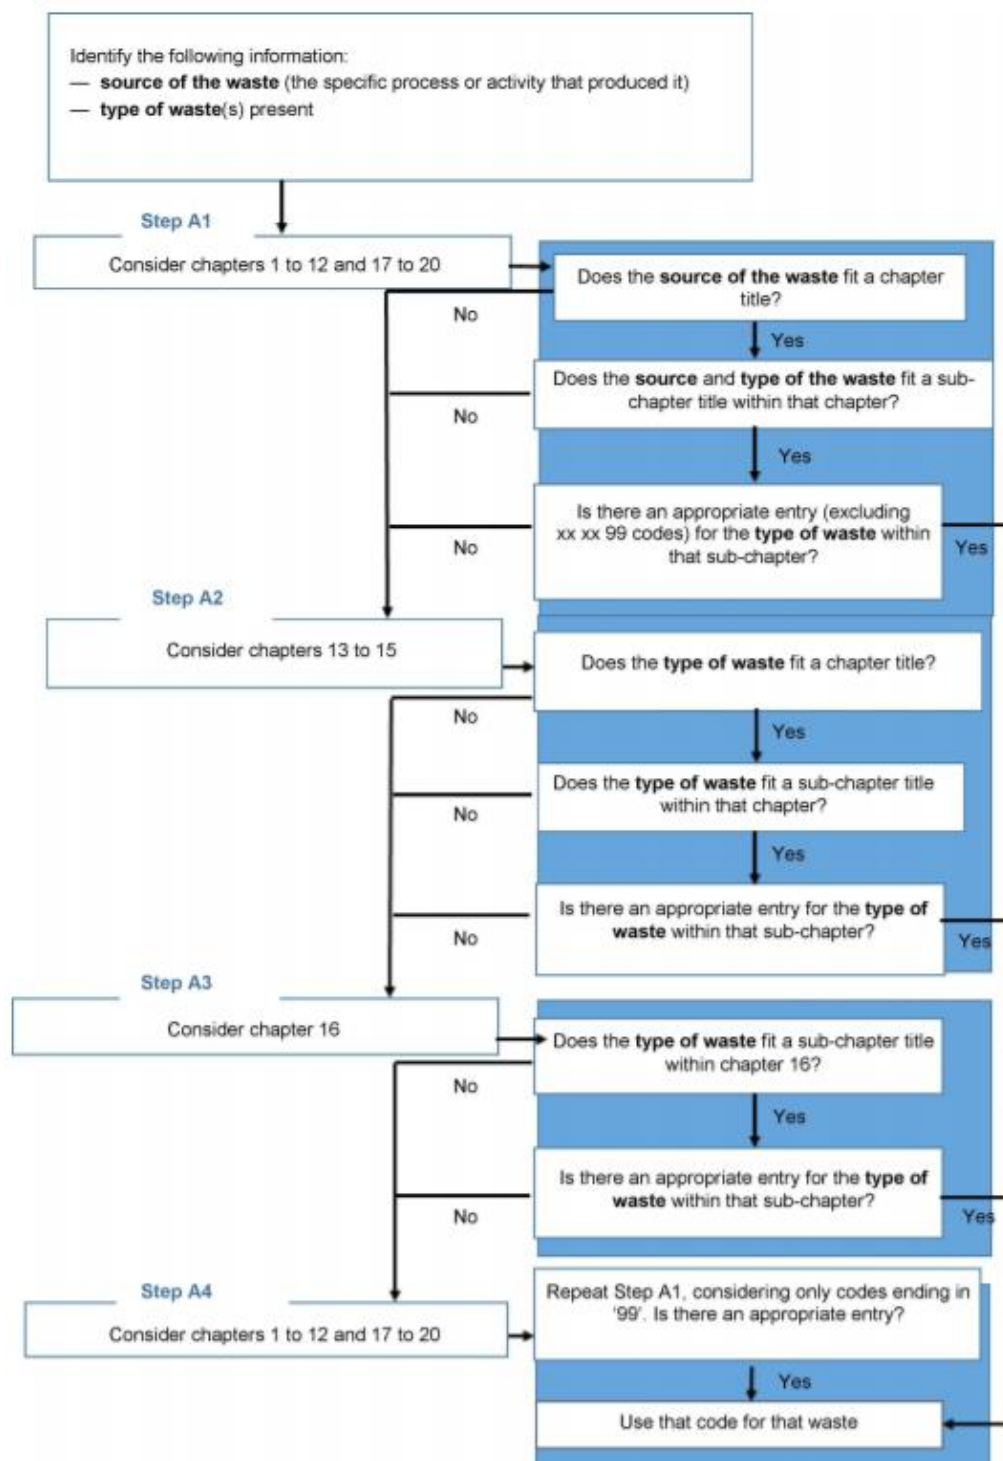 Identify the following information:
— source of the waste (the specific process or activity that produced it)
— type of waste(s) present
Step A1
Consider chapters 1 to 12 and 17 to 20
Does the source of the waste fit a chapter
title?
No
Yes
Does the source and type of the waste fit a sub-
chapter title within that chapter?
No
Yes
Is there an appropriate entry (excluding
xx xx 99 codes) for the type of waste within
that sub-chapter?
No
Yes
Step A2
Consider chapters 13 to 15
Does the type of waste fit a chapter title?
No
Yes
Does the type of waste fit a sub-chapter title
within that chapter?
No
Yes
Is there an appropriate entry for the type of
waste within that sub-chapter?
No
Yes
Step A3
Consider chapter 16
Does the type of waste fit a sub-chapter title
within chapter 16?
No
Yes
Is there an appropriate entry for the type of
waste within that sub-chapter?
No
Yes
Step A4
Consider chapters 1 to 12 and 17 to 20
Repeat Step A1, considering only codes ending in
‘99’. Is there an appropriate entry?
Yes
Use that code for that waste